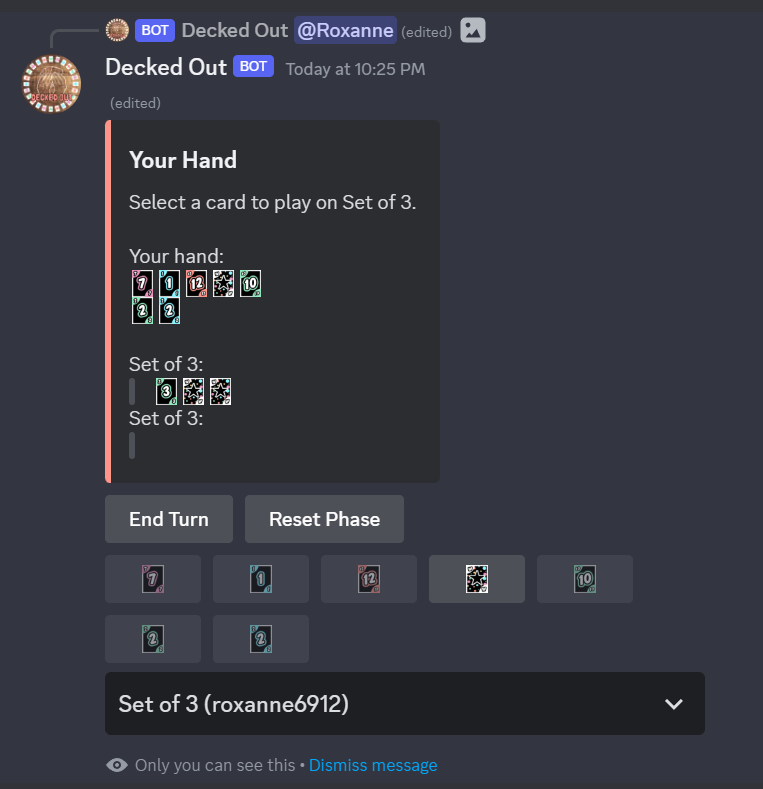 BOT Decked Out @Roxanne (edited)
DECKED OUT
Decked Out BOT Today at 10:25 PM
(edited)
Your Hand
Select a card to play on Set of 3.
Your hand:
7 1 12 10
2 2
Set of 3:
3
Set of 3:
End Turn Reset Phase
7 1 12 10
2 2
Set of 3 (roxanne6912)
Only you can see this • Dismiss message